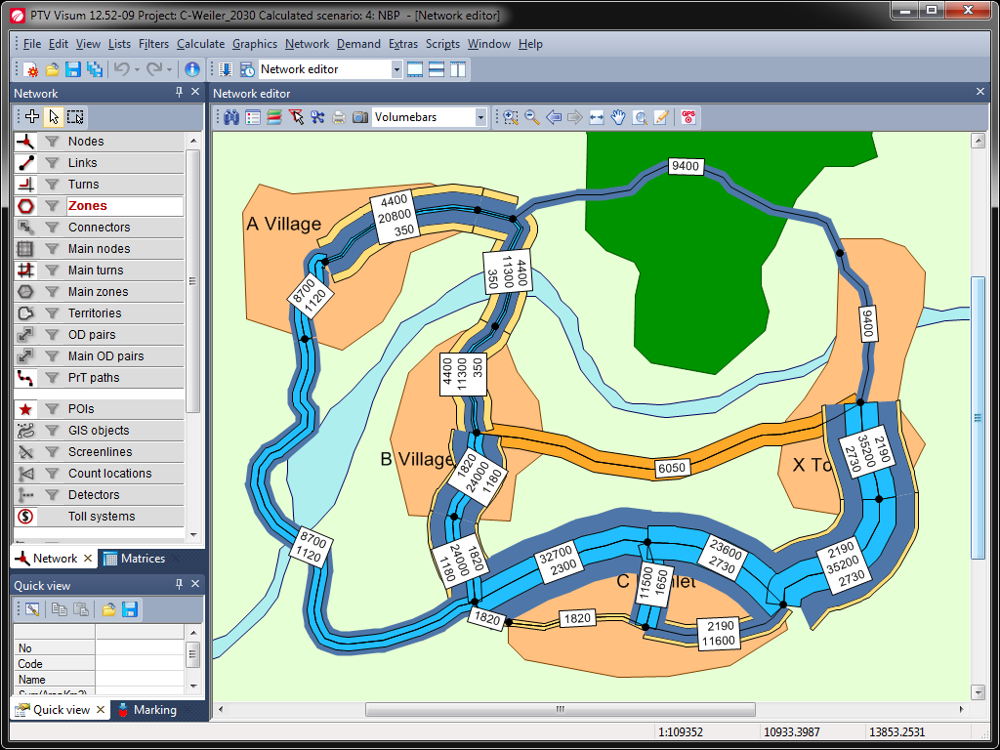 PTV Visum 12.52-09 Project: C-Weiler_2030 Calculated scenario: 4: NBP - [Network editor]
File Edit View Lists Filters Calculate Graphics Network Demand Extras Scripts Window Help
Network editor
Network
Network editor
Volumebars
GPS
Nodes
Links
Turns
Zones
Connectors
Main nodes
Main turns
Main zones
Territories
OD pairs
Main OD pairs
PrT paths
POIs
GIS objects
Screenlines
Count locations
Detectors
Toll systems
Network
Matrices
Quick view
No
Code
Name
Quick view
Marking
9400
4400
20800
350
A Village
4400
11300
350
8700
1120
9400
4400
11300
350
B Village
1820
24000
1180
6050
X To
2190
35200
2730
8700
1120
1820
24000
1180
32700
2300
23600
2730
2190
35200
2730
C
let
11500
1650
1820
1820
2190
11600
1:109352
10933.3987
13853.2531